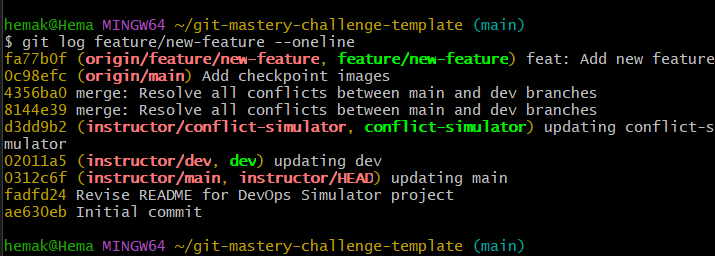 hemak@Hema MINGW64 ~/git-mastery-challenge-template (main)
$ git log feature/new-feature --oneline
fa77b0f (origin/feature/new-feature, feature/new-feature) feat: Add new feature
0c98efc (origin/main) Add checkpoint images
4356ba0 merge: Resolve all conflicts between main and dev branches
8144e39 merge: Resolve all conflicts between main and dev branches
d3dd9b2 (instructor/conflict-simulator, conflict-simulator) updating conflict-s
mulator
02011a5 (instructor/dev, dev) updating dev
0312c6f (instructor/main, instructor/HEAD) updating main
fadfd24 Revise README for DevOps Simulator project
ae630eb Initial commit
hemak@Hema MINGW64 ~/git-mastery-challenge-template (main)